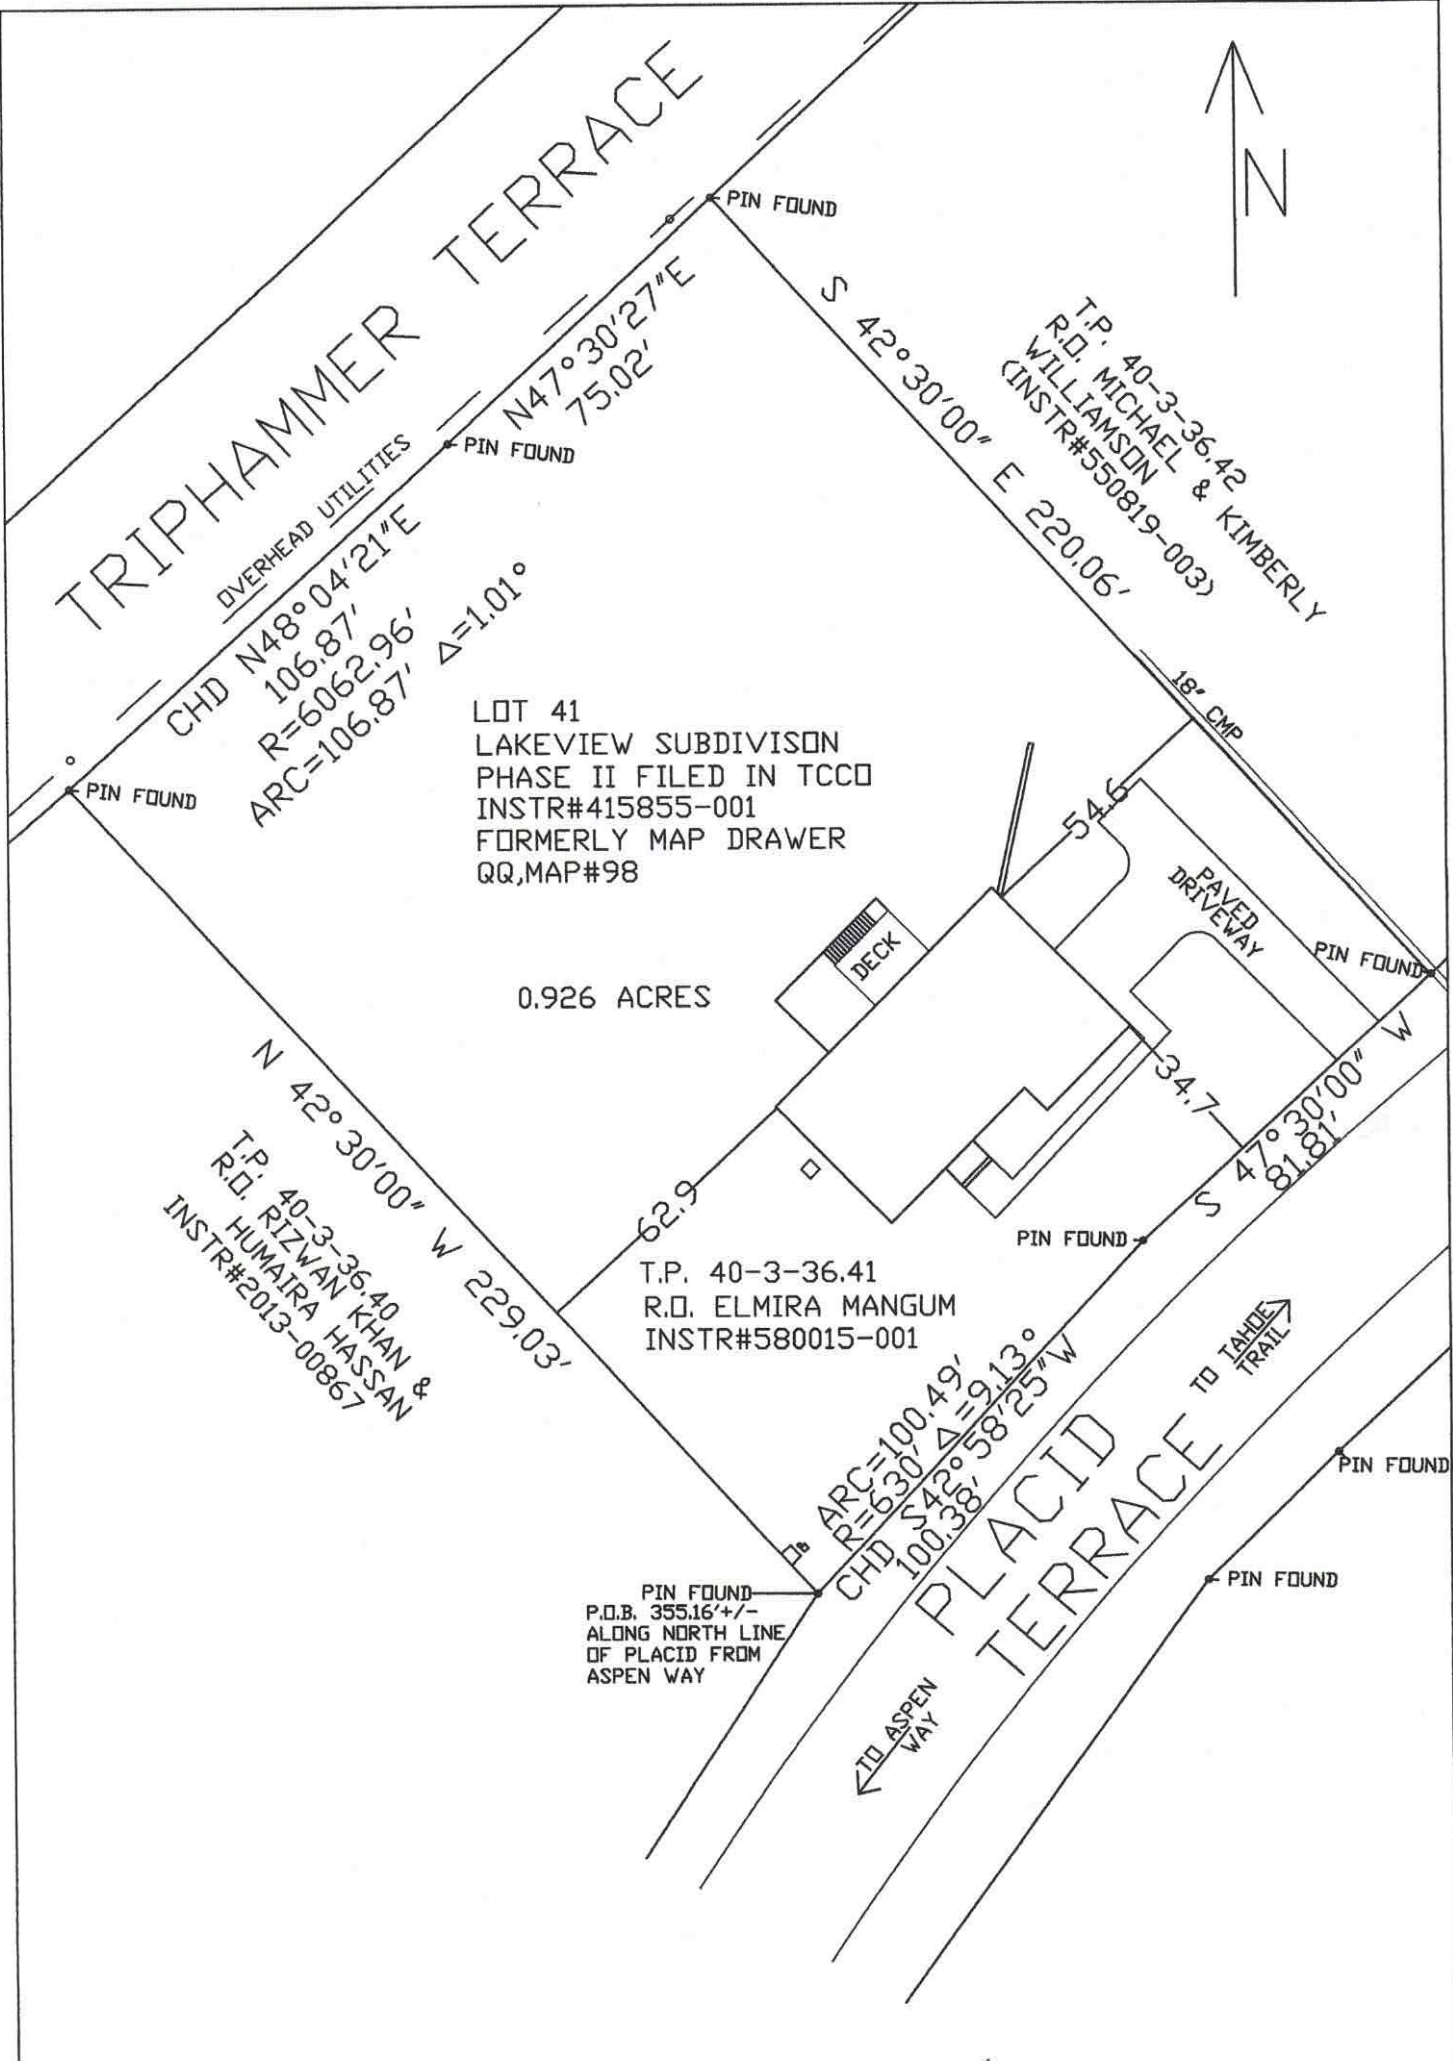 TRIPHAMMER TERRACE
N
PIN FOUND
N47°30'27"E
75.02'
PIN FOUND
OVERHEAD UTILITIES
CHD N48°04'21"E
106.87'
R=6062.96'
ARC=106.87' Δ=1.01°
PIN FOUND
S 42°30'00" E 220.06'
T.P. 40-3-36.42
R.O. MICHAEL & KIMBERLY
WILLIAMSON
(INSTR#550819-003)
18" CMP
LOT 41
LAKEVIEW SUBDIVISON
PHASE II FILED IN TCCO
INSTR#415855-001
FORMERLY MAP DRAWER
QQ,MAP#98
54.6
PAVED
DRIVEWAY
PIN FOUND
DECK
0.926 ACRES
34.7
S 47°30'00" W
81.81'
N 42°30'00" W 229.03'
T.P. 40-3-36.40
R.O. RIZWAN KHAN &
HUMAIRA HASSAN
INSTR#2013-00867
62.9
PIN FOUND
T.P. 40-3-36.41
R.O. ELMIRA MANGUM
INSTR#580015-001
ARC=100.49'
R=630' Δ=9.13°
CHD S42°58'25"W
100.38'
TO TAHOE
TRAIL
PLACID
TERRACE
PIN FOUND
PIN FOUND
PIN FOUND
P.O.B. 355.16'+/-
ALONG NORTH LINE
OF PLACID FROM
ASPEN WAY
TO ASPEN
WAY